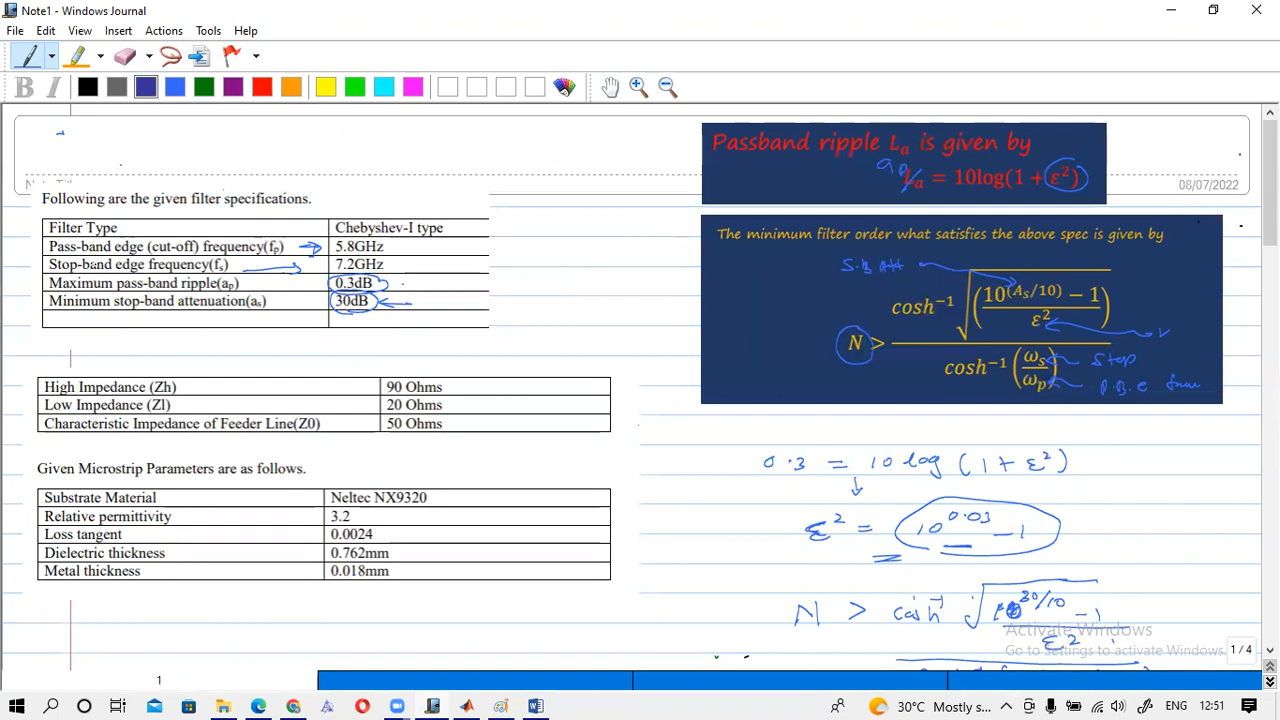 Note1 - Windows Journal
File Edit View Insert Actions Tools Help
B I
Note Title
08/07/2022
Following are the given filter specifications.
Filter Type Chebyshev-I type
Pass-band edge (cut-off) frequency(fp) 5.8GHz
Stop-band edge frequency(fs) 7.2GHz
Maximum pass-band ripple(ap) 0.3dB
Minimum stop-band attenuation(as) 30dB
High Impedance (Zh) 90 Ohms
Low Impedance (Zl) 20 Ohms
Characteristic Impedance of Feeder Line(Z0) 50 Ohms
Given Microstrip Parameters are as follows.
Substrate Material Neltec NX9320
Relative permittivity 3.2
Loss tangent 0.0024
Dielectric thickness 0.762mm
Metal thickness 0.018mm
Passband ripple La is given by
La = 10log(1 + ε²)
The minimum filter order what satisfies the above spec is given by
S.B Att
N > cosh⁻¹ √((10^(As/10) − 1) / ε²) / cosh⁻¹ (ωs/ωp)
Stop
0.3 = 10 log (1 + ε²)
ε² = 10^0.03 − 1
N > cosh⁻¹ √((10^30/10 − 1) / ε²)
Activate Windows
Go to Settings to activate Windows.
1 / 4
1
30°C Mostly s... ENG 12:51